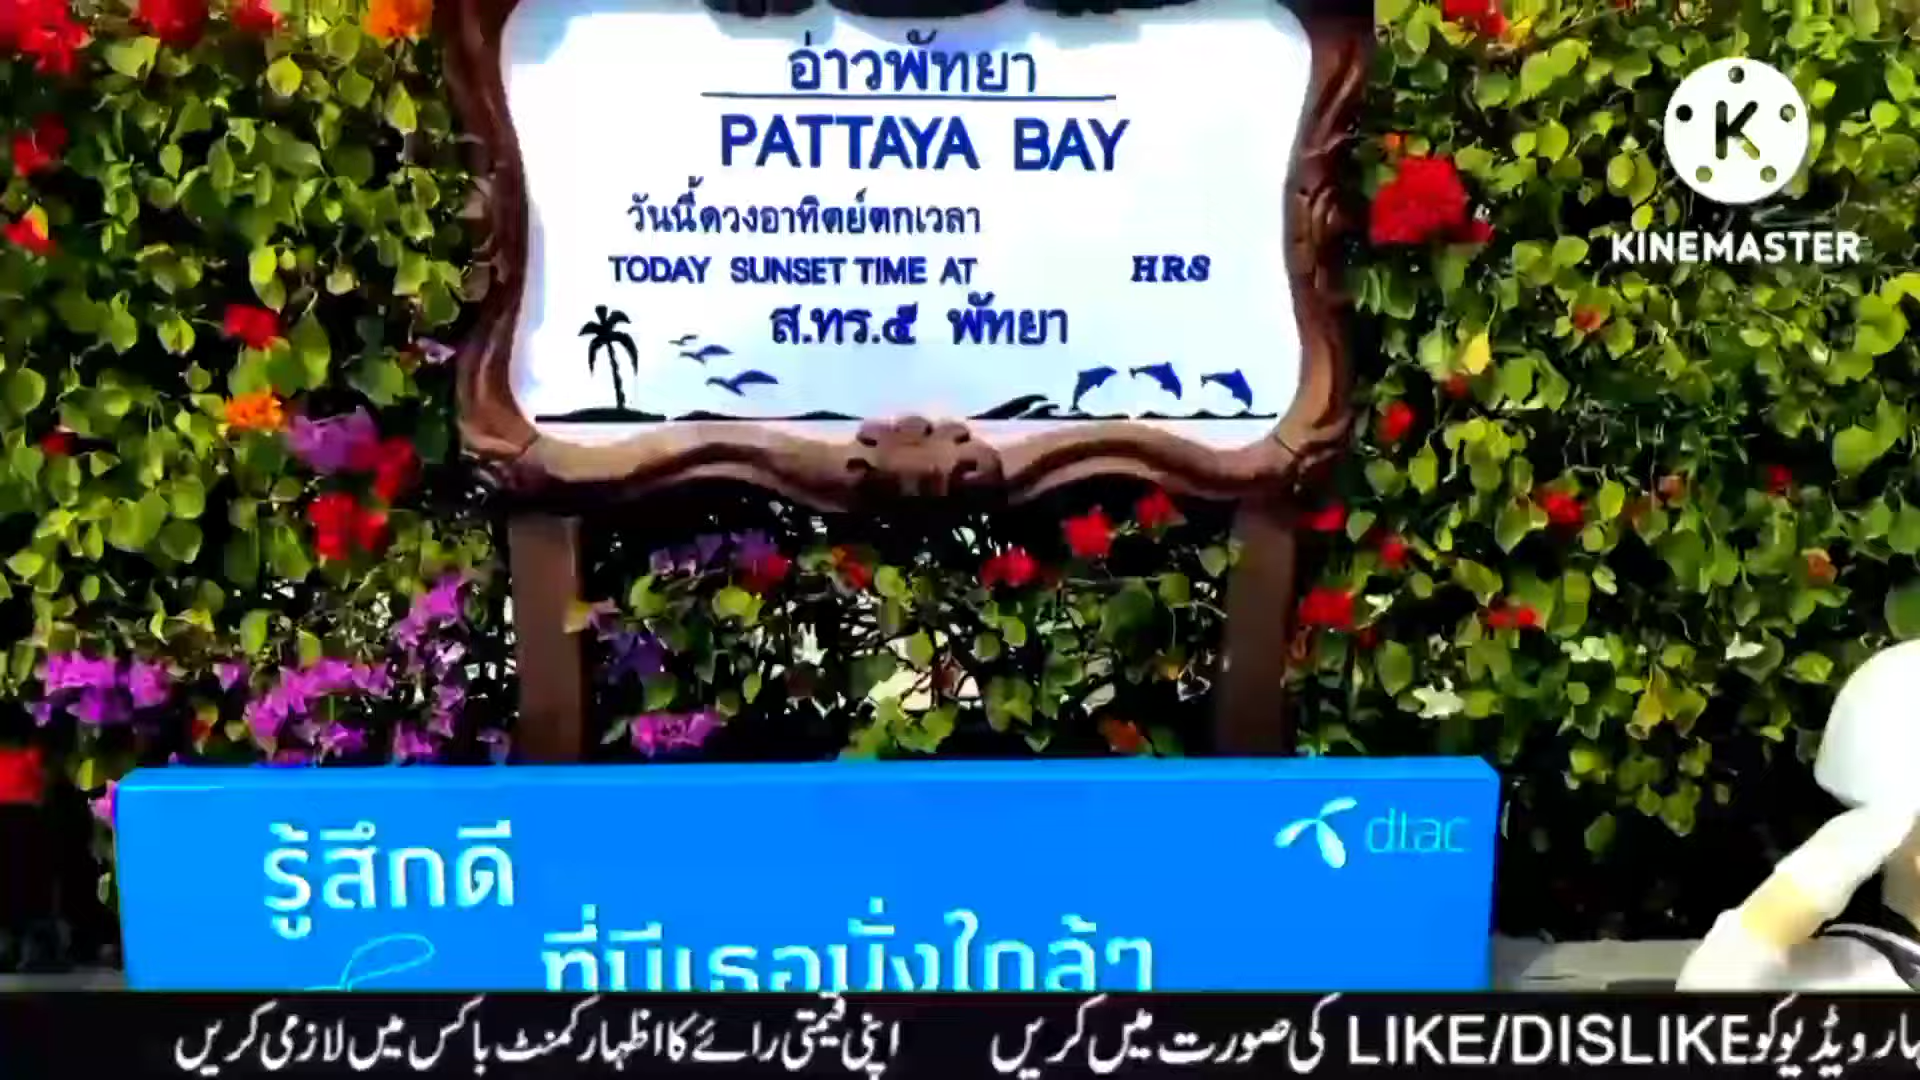 อ่าวพัทยา
PATTAYA BAY
วันนี้ดวงอาทิตย์ตกเวลา
TODAY SUNSET TIME AT HRS
ส.ทร.๕ พัทยา
KINEMASTER
รู้สึกดี
dtac
ที่มีเธอนั่งใกล้ๆ
ویڈیو کو LIKE/DISLIKE کی صورت میں کریں اپنی قیمتی رائے کا اظہار کمنٹ باکس میں لازمی کریں